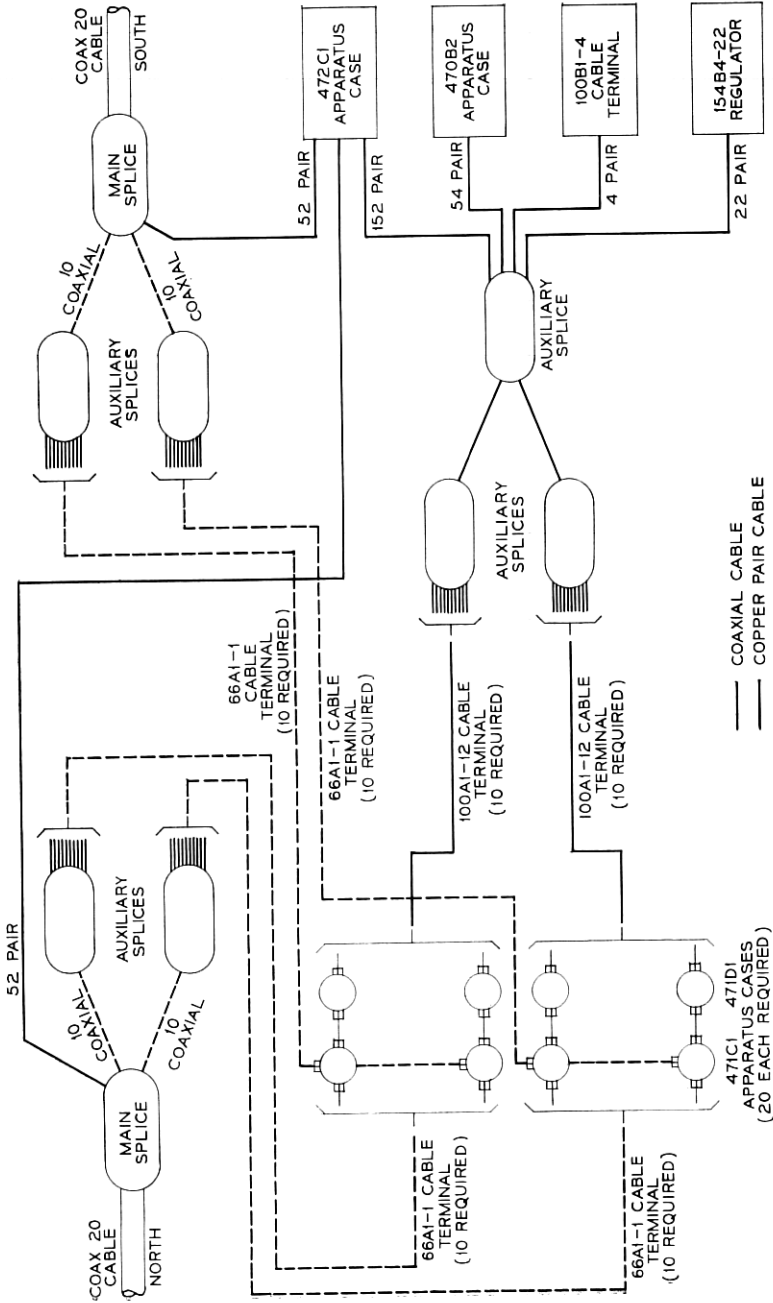 COAX 20
CABLE
NORTH
MAIN
SPLICE
52 PAIR
10
COAXIAL
10
COAXIAL
AUXILIARY
SPLICES
COAX 20
CABLE
SOUTH
MAIN
SPLICE
10
COAXIAL
10
COAXIAL
AUXILIARY
SPLICES
52 PAIR
472C1
APPARATUS
CASE
152 PAIR
470B2
APPARATUS
CASE
54 PAIR
100B1-4
CABLE
TERMINAL
4 PAIR
154B4-22
REGULATOR
22 PAIR
AUXILIARY
SPLICE
AUXILIARY
SPLICES
66A1-1
CABLE
TERMINAL
(10 REQUIRED)
66A1-1 CABLE
TERMINAL
(10 REQUIRED)
100A1-12 CABLE
TERMINAL
(10 REQUIRED)
100A1-12 CABLE
TERMINAL
(10 REQUIRED)
66A1-1 CABLE
TERMINAL
(10 REQUIRED)
66A1-1 CABLE
TERMINAL
(10 REQUIRED)
471C1 471D1
APPARATUS CASES
(20 EACH REQUIRED)
COAXIAL CABLE
COPPER PAIR CABLE